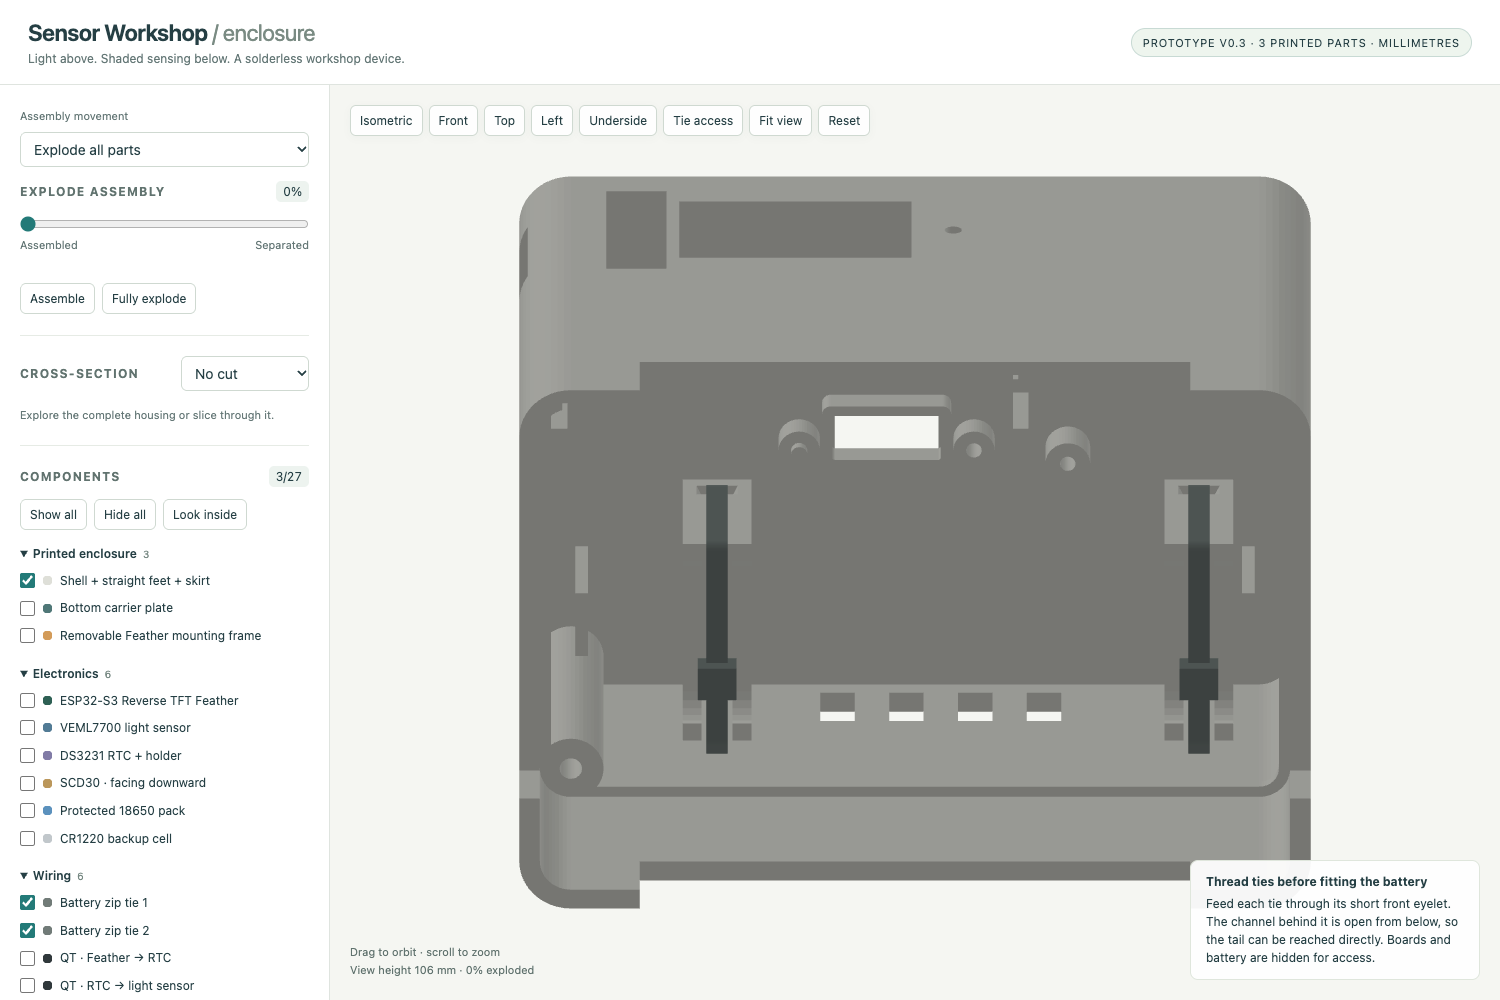 Sensor Workshop / enclosure
Light above. Shaded sensing below. A solderless workshop device.
PROTOTYPE V0.3 · 3 PRINTED PARTS · MILLIMETRES
Assembly movement
Explode all parts
EXPLODE ASSEMBLY 0%
Assembled Separated
Assemble Fully explode
CROSS-SECTION No cut
Explore the complete housing or slice through it.
COMPONENTS 3/27
Show all Hide all Look inside
Printed enclosure 3
Shell + straight feet + skirt
Bottom carrier plate
Removable Feather mounting frame
Electronics 6
ESP32-S3 Reverse TFT Feather
VEML7700 light sensor
DS3231 RTC + holder
SCD30 · facing downward
Protected 18650 pack
CR1220 backup cell
Wiring 6
Battery zip tie 1
Battery zip tie 2
QT · Feather → RTC
QT · RTC → light sensor
Isometric Front Top Left Underside Tie access Fit view Reset
Drag to orbit · scroll to zoom
View height 106 mm · 0% exploded
Thread ties before fitting the battery
Feed each tie through its short front eyelet.
The channel behind it is open from below, so
the tail can be reached directly. Boards and
battery are hidden for access.